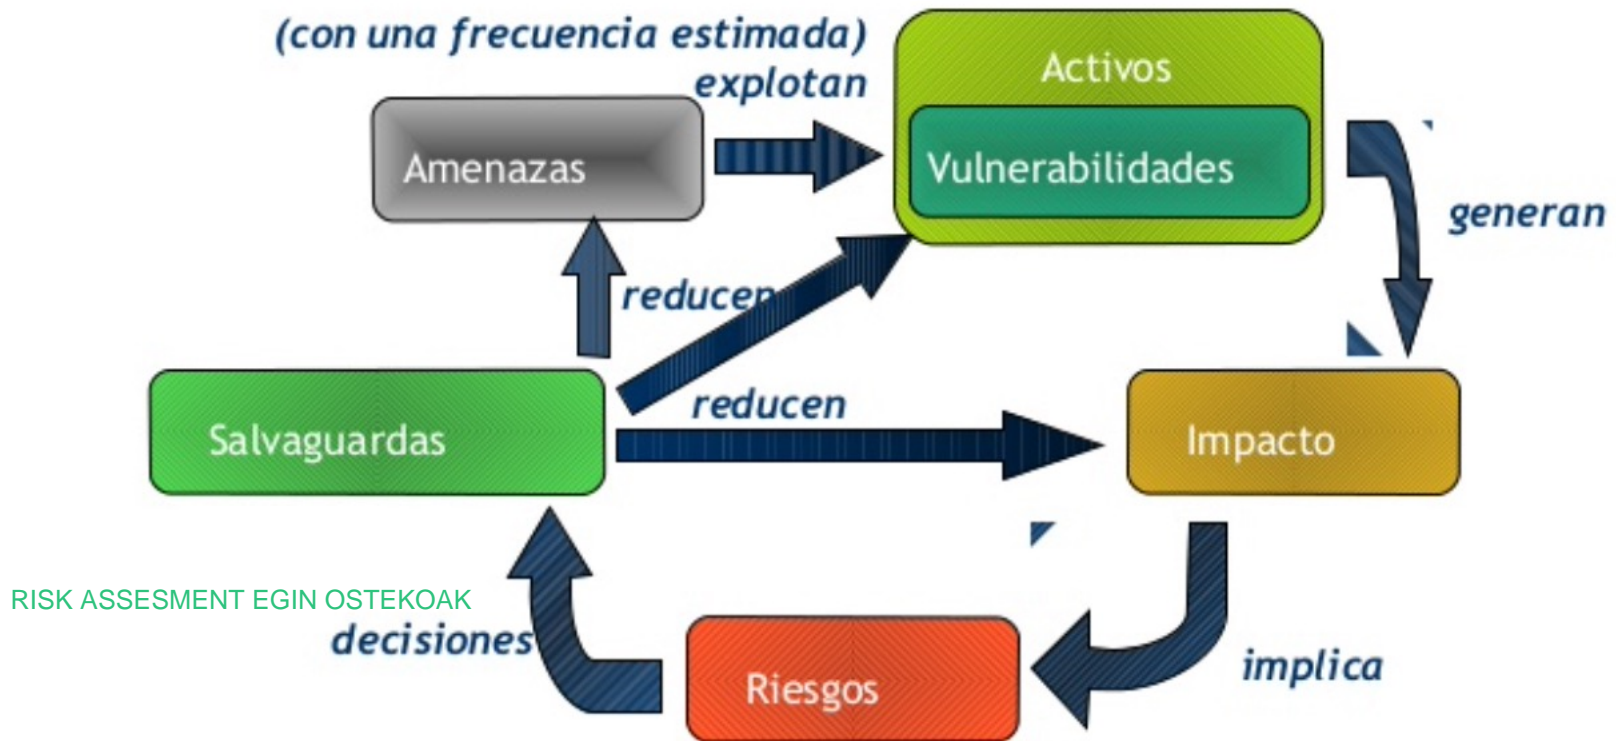 (con una frecuencia estimada)
explotan
Activos
Amenazas
Vulnerabilidades
generan
reducen
reducen
Salvaguardas
Impacto
RISK ASSESMENT EGIN OSTEKOAK
decisiones
implica
Riesgos